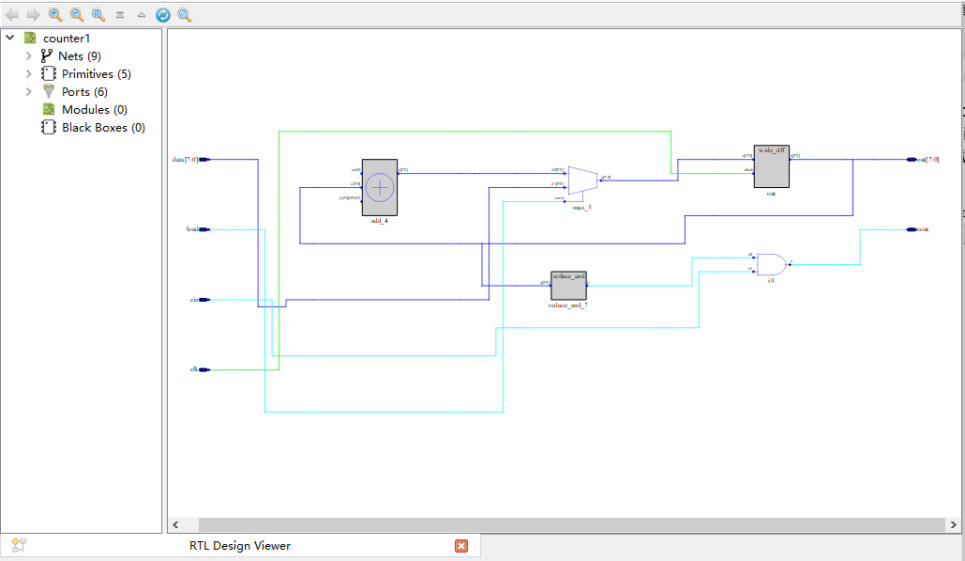 counter1
Nets (9)
Primitives (5)
Ports (6)
Modules (0)
Black Boxes (0)
data[7:0]
load
cin
clk
add_4
mux_5
wide_dff
out
out[7:0]
cout
reduce_and
reduce_and_7
i9
RTL Design Viewer